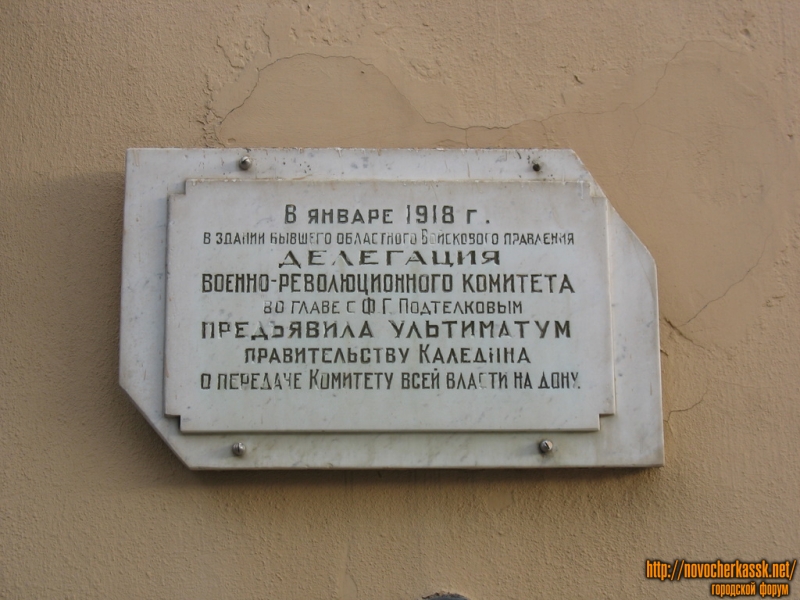 В ЯНВАРЕ 1918 Г.
В ЗДАНИИ БЫВШЕГО ОБЛАСТНОГО ВОЙСКОВОГО ПРАВЛЕНИЯ
ДЕЛЕГАЦИЯ
ВОЕННО-РЕВОЛЮЦИОННОГО КОМИТЕТА
ВО ГЛАВЕ С Ф Г. ПОДТЕЛКОВЫМ
ПРЕДЪЯВИЛА УЛЬТИМАТУМ
ПРАВИТЕЛЬСТВУ КАЛЕДИНА
О ПЕРЕДАЧЕ КОМИТЕТУ ВСЕЙ ВЛАСТИ НА ДОНУ.
http://novocherkassk.net/
городской форум